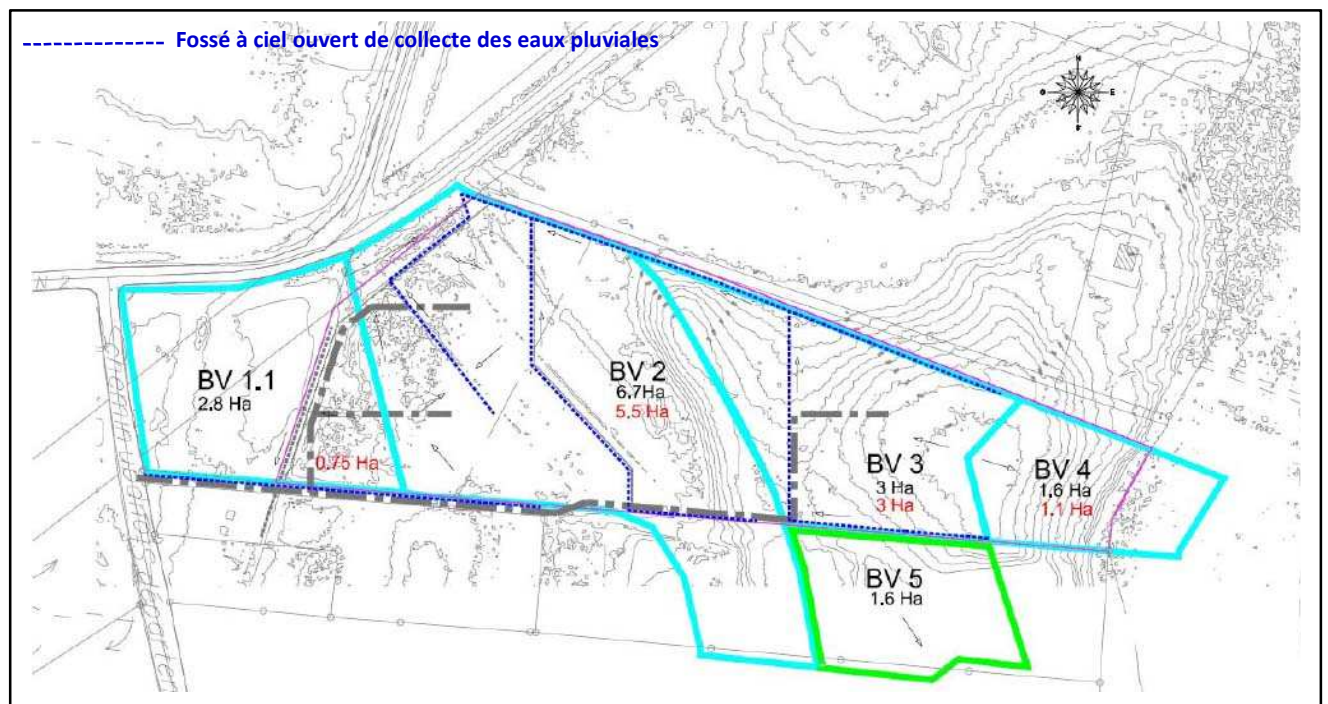 Fossé à ciel ouvert de collecte des eaux pluviales
N
O
E
S
BV 1.1
2.8 Ha
0.75 Ha
BV 2
6.7Ha
5.5 Ha
BV 3
3 Ha
3 Ha
BV 4
1.6 Ha
1.1 Ha
BV 5
1.6 Ha